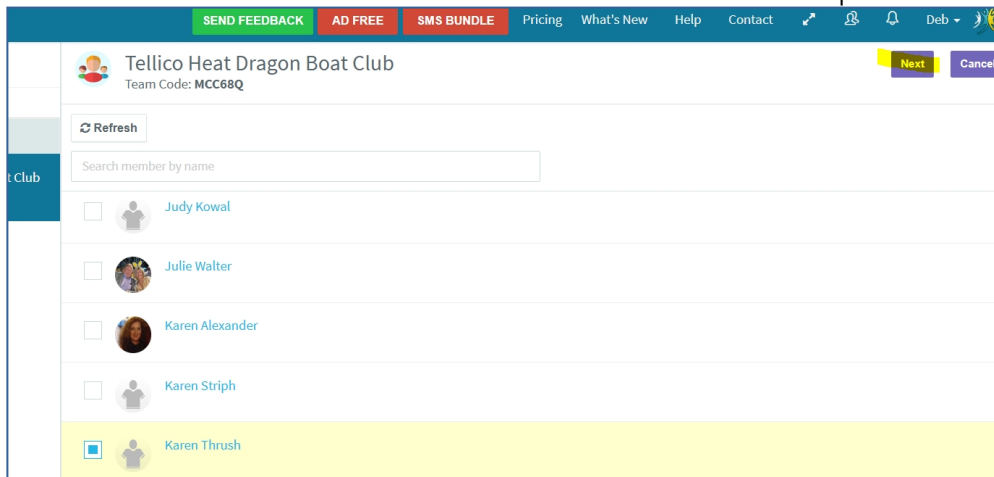 SEND FEEDBACK AD FREE SMS BUNDLE Pricing What's New Help Contact Deb
Tellico Heat Dragon Boat Club
Team Code: MCC68Q
Next Cancel
Refresh
Search member by name
t Club
Judy Kowal
Julie Walter
Karen Alexander
Karen Striph
Karen Thrush